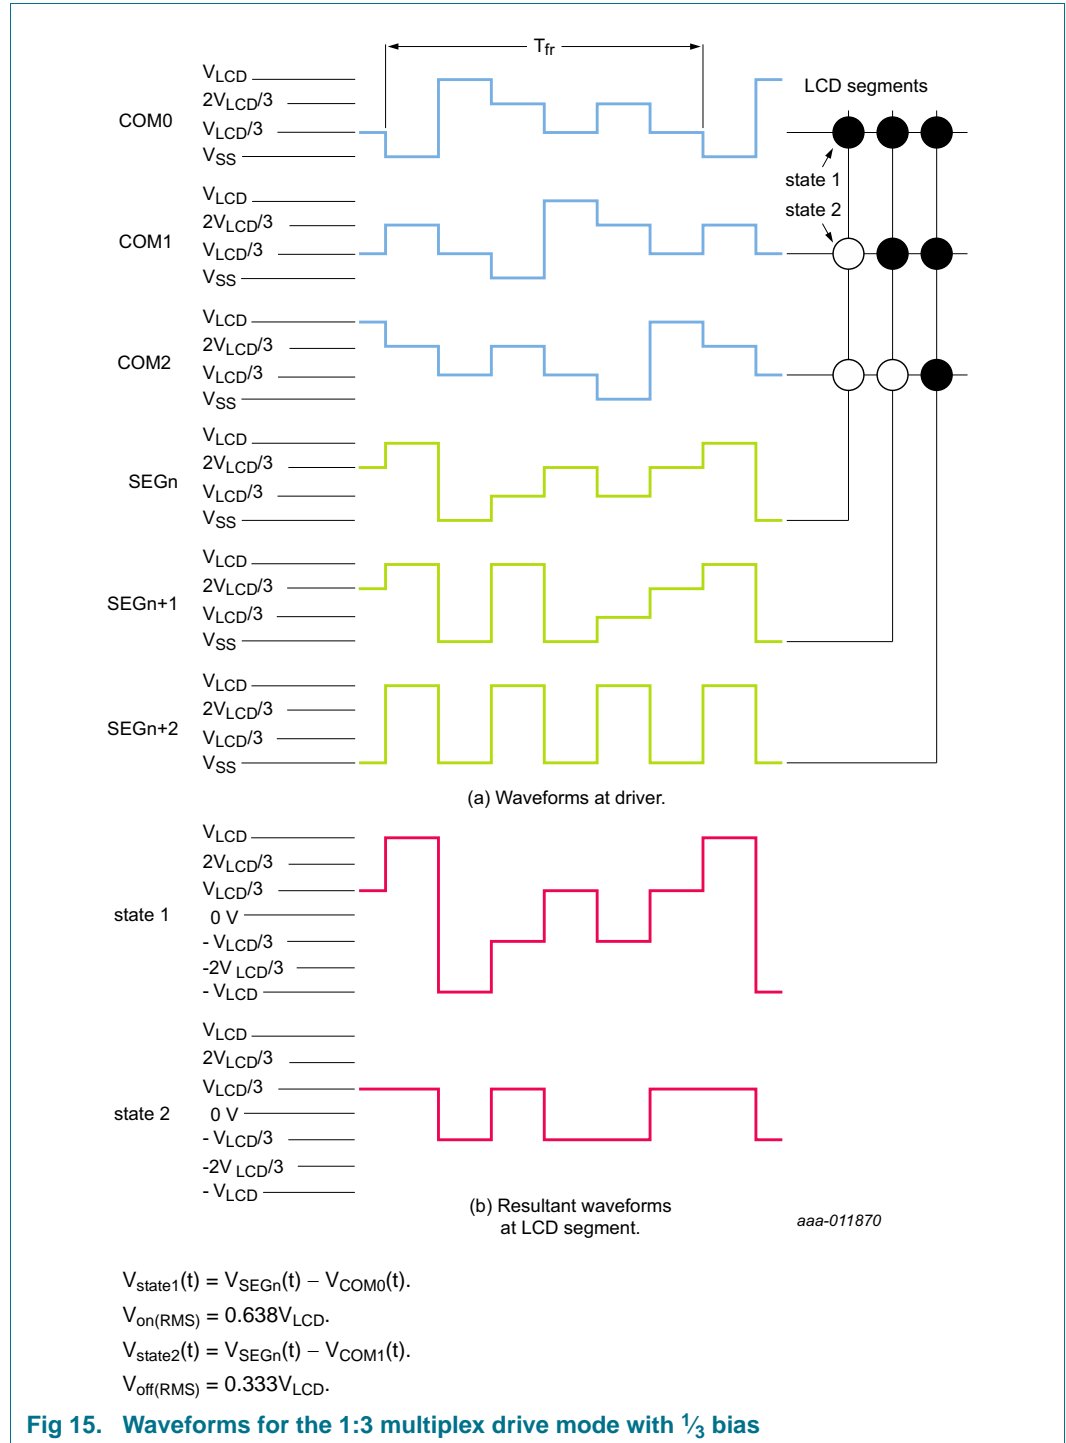 Tfr
VLCD
2VLCD/3
COM0
VLCD/3
VSS
LCD segments
state 1
state 2
VLCD
2VLCD/3
COM1
VLCD/3
VSS
VLCD
2VLCD/3
COM2
VLCD/3
VSS
VLCD
2VLCD/3
SEGn
VLCD/3
VSS
VLCD
2VLCD/3
SEGn+1
VLCD/3
VSS
VLCD
2VLCD/3
SEGn+2
VLCD/3
VSS
(a) Waveforms at driver.
VLCD
2VLCD/3
VLCD/3
state 1
0 V
- VLCD/3
-2V LCD/3
- VLCD
VLCD
2VLCD/3
VLCD/3
state 2
0 V
- VLCD/3
-2V LCD/3
- VLCD
(b) Resultant waveforms
at LCD segment.
aaa-011870
Vstate1(t) = VSEGn(t) − VCOM0(t).
Von(RMS) = 0.638VLCD.
Vstate2(t) = VSEGn(t) − VCOM1(t).
Voff(RMS) = 0.333VLCD.
Fig 15. Waveforms for the 1:3 multiplex drive mode with 1⁄3 bias